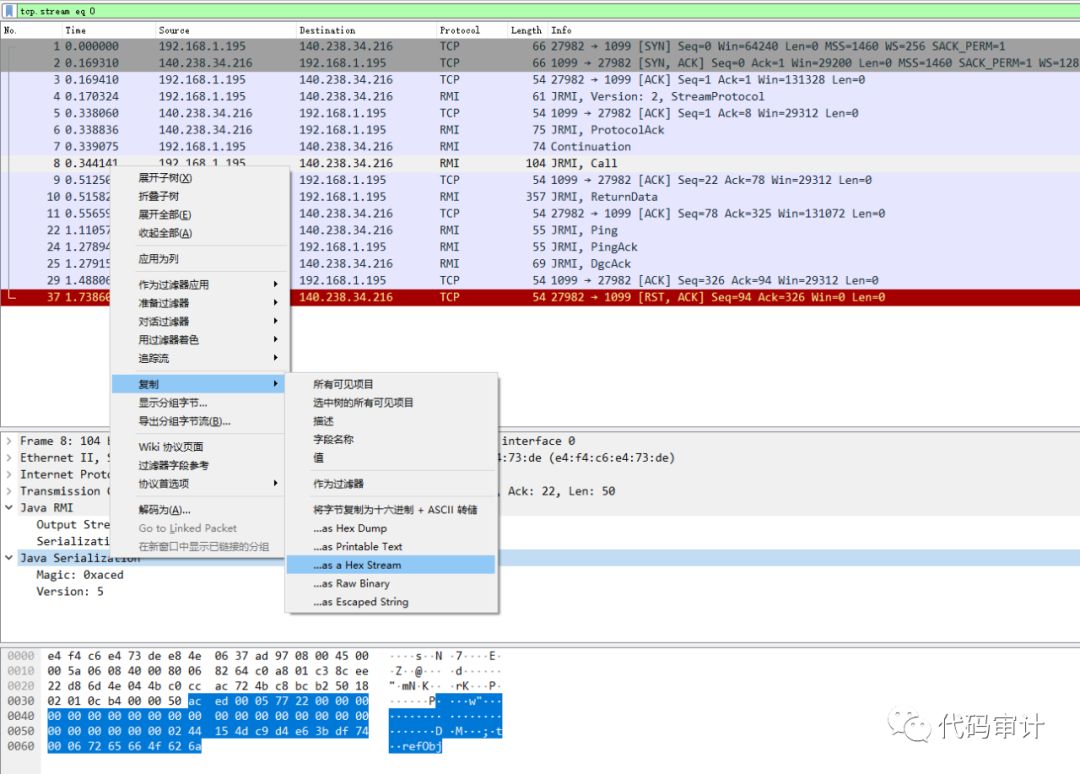 tcp.stream eq 0
No. Time Source Destination Protocol Length Info
1 0.000000 192.168.1.195 140.238.34.216 TCP 66 27982 → 1099 [SYN] Seq=0 Win=64240 Len=0 MSS=1460 WS=256 SACK_PERM=1
2 0.169310 140.238.34.216 192.168.1.195 TCP 66 1099 → 27982 [SYN, ACK] Seq=0 Ack=1 Win=29200 Len=0 MSS=1460 SACK_PERM=1 WS=128
3 0.169410 192.168.1.195 140.238.34.216 TCP 54 27982 → 1099 [ACK] Seq=1 Ack=1 Win=131328 Len=0
4 0.170324 192.168.1.195 140.238.34.216 RMI 61 JRMI, Version: 2, StreamProtocol
5 0.338060 140.238.34.216 192.168.1.195 TCP 54 1099 → 27982 [ACK] Seq=1 Ack=8 Win=29312 Len=0
6 0.338836 140.238.34.216 192.168.1.195 RMI 75 JRMI, ProtocolAck
7 0.339075 192.168.1.195 140.238.34.216 RMI 74 Continuation
8 0.344141 192.168.1.195 140.238.34.216 RMI 104 JRMI, Call
9 0.5125 192.168.1.195 TCP 54 1099 → 27982 [ACK] Seq=22 Ack=78 Win=29312 Len=0
10 0.51582 192.168.1.195 RMI 357 JRMI, ReturnData
11 0.55659 140.238.34.216 TCP 54 27982 → 1099 [ACK] Seq=78 Ack=325 Win=131072 Len=0
22 1.11057 140.238.34.216 RMI 55 JRMI, Ping
24 1.27894 192.168.1.195 RMI 55 JRMI, PingAck
25 1.27915 140.238.34.216 RMI 69 JRMI, DgcAck
29 1.48806 192.168.1.195 TCP 54 1099 → 27982 [ACK] Seq=326 Ack=94 Win=29312 Len=0
37 1.73860 140.238.34.216 TCP 54 27982 → 1099 [RST, ACK] Seq=94 Ack=326 Win=0 Len=0
展开子树(X)
折叠子树
展开全部(E)
收起全部(A)
应用为列
作为过滤器应用
准备过滤器
对话过滤器
用过滤器着色
追踪流
复制
显示分组字节...
导出分组字节流(B)...
Wiki 协议页面
过滤器字段参考
协议首选项
解码为(A)...
Go to Linked Packet
在新窗口中显示已链接的分组
所有可见项目
选中树的所有可见项目
描述
字段名称
值
作为过滤器
将字节复制为十六进制 + ASCII 转储
...as Hex Dump
...as Printable Text
...as a Hex Stream
...as Raw Binary
...as Escaped String
Frame 8: 104 interface 0
Ethernet II, :73:de (e4:f4:c6:e4:73:de)
Internet Proto
Transmission , Ack: 22, Len: 50
Java RMI
Output Stre
Serializati
Java Serialization
Magic: 0xaced
Version: 5
0000 e4 f4 c6 e4 73 de e8 4e 06 37 ad 97 08 00 45 00 ····s··N ·7····E·
0010 00 5a 06 08 40 00 80 06 82 64 c0 a8 01 c3 8c ee ·Z··@··· ·d······
0020 22 d8 6d 4e 04 4b c0 cc ac 72 4b c8 bc b2 50 18 "·mN·K·· ·rK···P·
0030 02 01 0c b4 00 00 50 ac ed 00 05 77 22 00 00 00 ······P· ···w"···
0040 00 00 00 00 00 00 00 00 00 00 00 00 00 00 00 00 ········ ········
0050 00 00 00 00 00 00 02 44 15 4d c9 d4 e6 3b df 74 ·······D ·M···;·t
0060 00 06 72 65 66 4f 62 6a ··refObj
代码审计